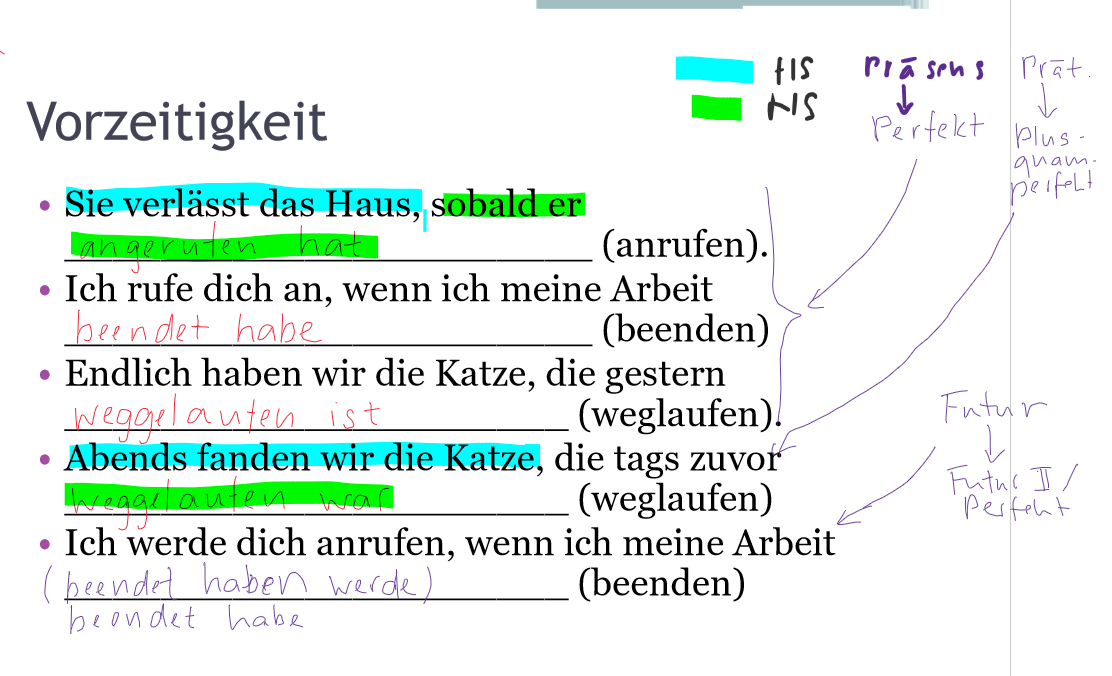 HS Präsens Prät.
NS ↓ ↓
Perfekt Plus-
quam-
perfekt
Vorzeitigkeit
• Sie verlässt das Haus, sobald er
angerufen hat (anrufen).
• Ich rufe dich an, wenn ich meine Arbeit
beendet habe (beenden)
• Endlich haben wir die Katze, die gestern
weggelaufen ist (weglaufen).
Futur
↓
• Abends fanden wir die Katze, die tags zuvor
Futur II /
Perfekt
weggelaufen war (weglaufen)
• Ich werde dich anrufen, wenn ich meine Arbeit
(beendet haben werde) (beenden)
beendet habe